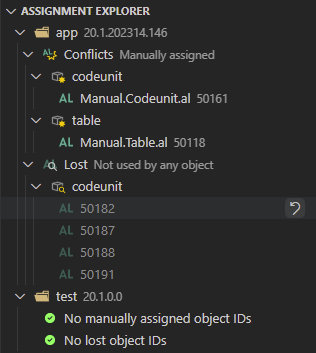 ASSIGNMENT EXPLORER
app 20.1.202314.146
Conflicts Manually assigned
codeunit
AL Manual.Codeunit.al 50161
table
AL Manual.Table.al 50118
AL Lost Not used by any object
codeunit
AL 50182
AL 50187
AL 50188
AL 50191
test 20.1.0.0
No manually assigned object IDs
No lost object IDs